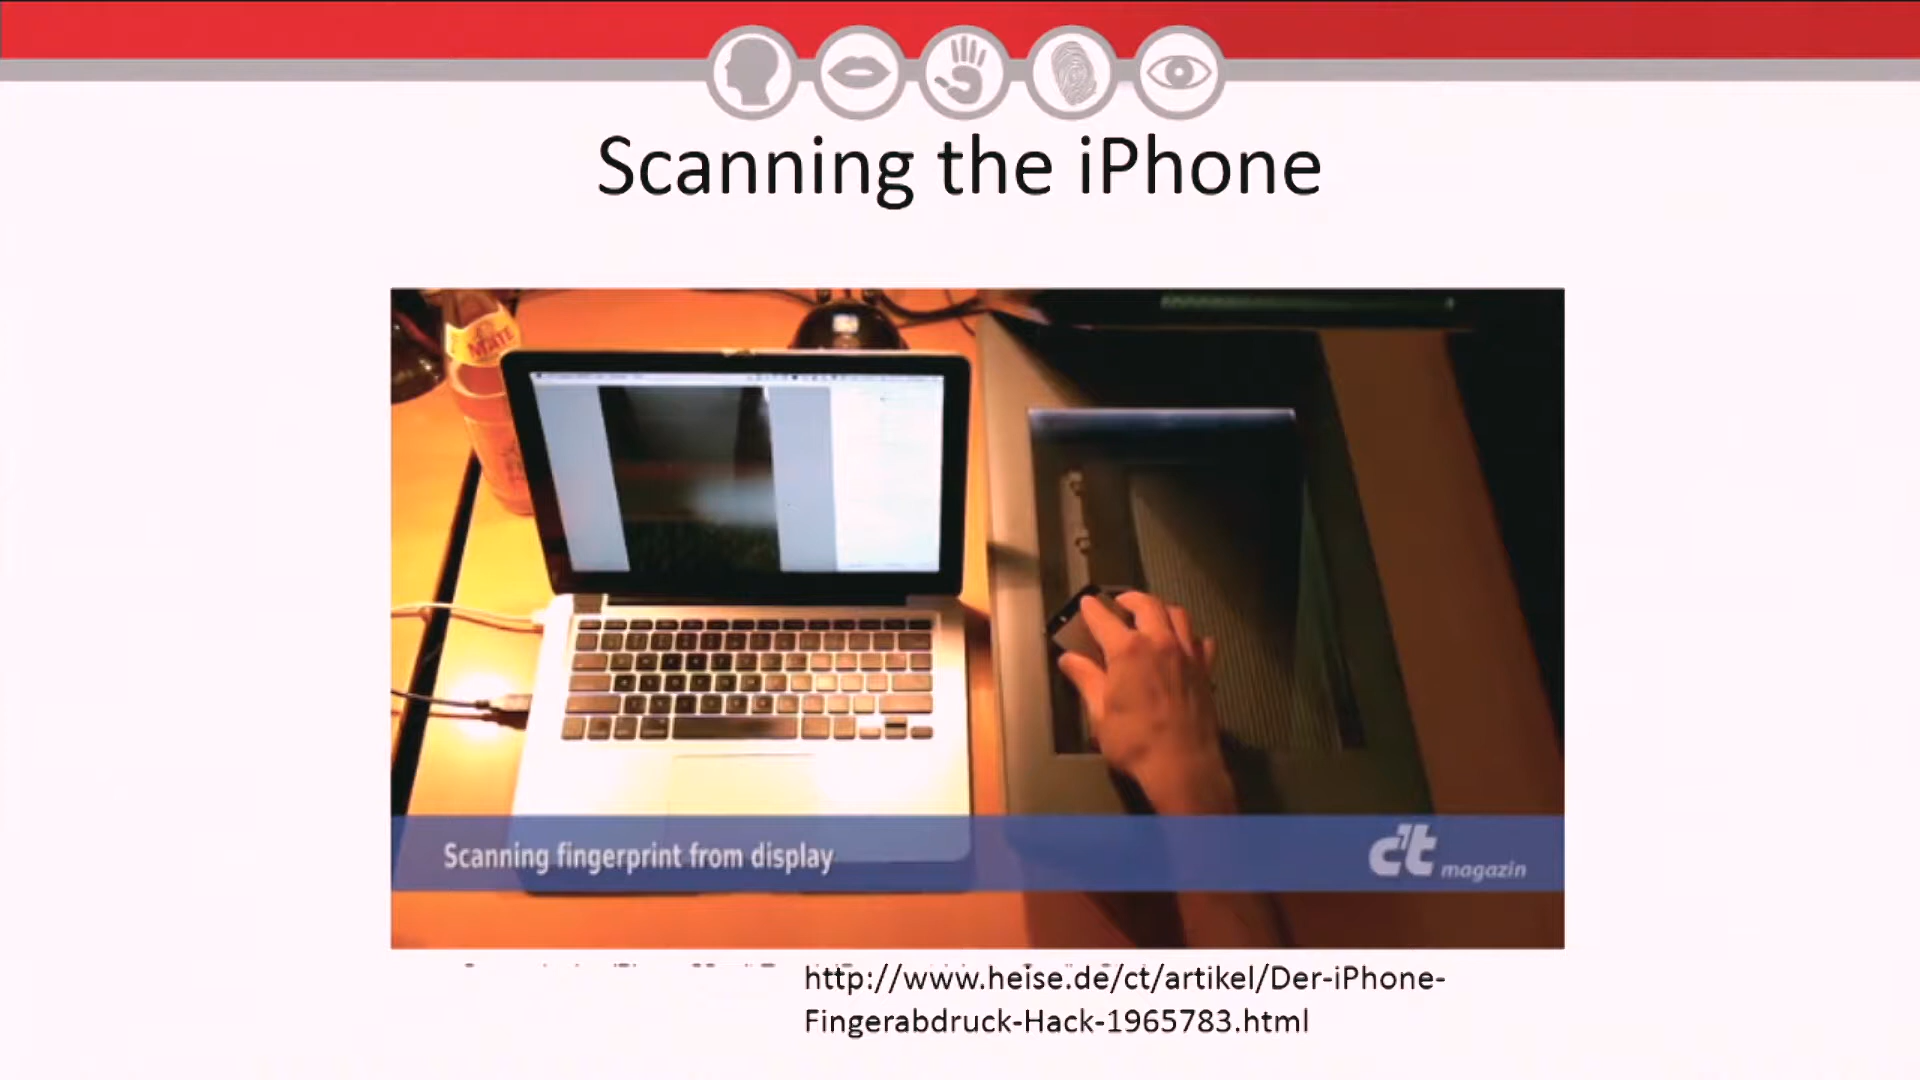 Scanning the iPhone
MATE
Scanning fingerprint from display
c't magazin
http://www.heise.de/ct/artikel/Der-iPhone-
Fingerabdruck-Hack-1965783.html